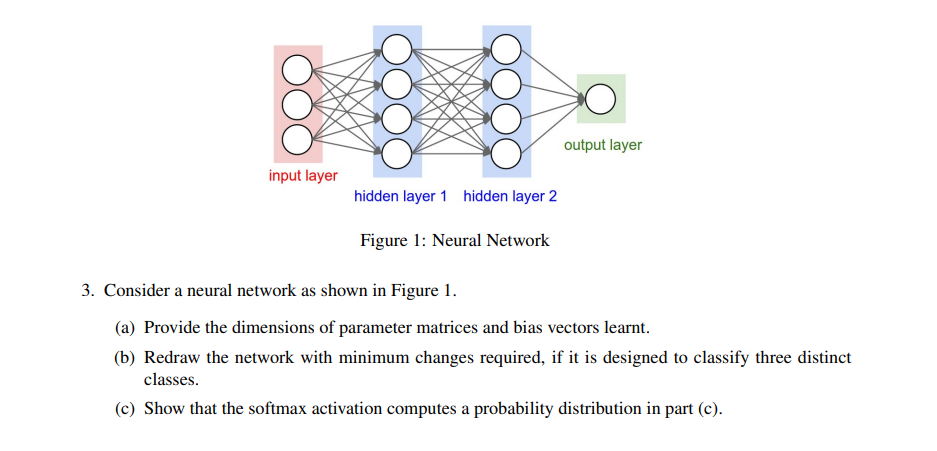 output layer
input layer
hidden layer 1 hidden layer 2
Figure 1: Neural Network
3. Consider a neural network as shown in Figure 1.
(a) Provide the dimensions of parameter matrices and bias vectors learnt.
(b) Redraw the network with minimum changes required, if it is designed to classify three distinct
classes.
(c) Show that the softmax activation computes a probability distribution in part (c).